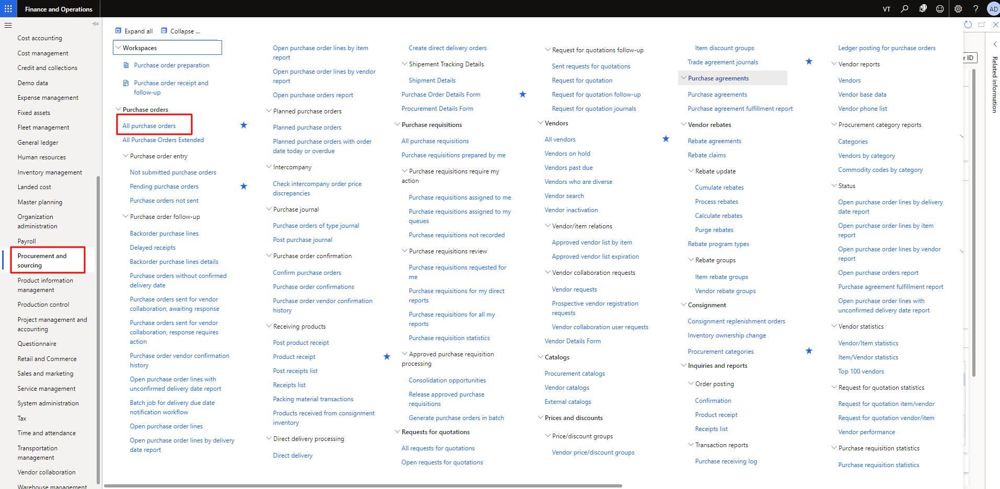 Finance and Operations
VT
31
?
AD
Cost accounting
Cost management
Credit and collections
Demo data
Expense management
Fixed assets
Fleet management
General ledger
Human resources
Inventory management
Landed cost
Master planning
Organization
administration
Payroll
Procurement and
sourcing
Product information
management
Production control
Project management and
accounting
Questionnaire
Retail and Commerce
Sales and marketing
Service management
System administration
Tax
Time and attendance
Transportation
management
Vendor collaboration
Warehouse management
Expand all
Collapse ...
Workspaces
Purchase order preparation
Purchase order receipt and
follow-up
Purchase orders
All purchase orders
All Purchase Orders Extended
Purchase order entry
Not submitted purchase orders
Pending purchase orders
Purchase orders not sent
Purchase order follow-up
Backorder purchase lines
Delayed receipts
Backorder purchase lines details
Purchase orders without confirmed
delivery date
Purchase orders sent for vendor
collaboration, awaiting response
Purchase orders sent for vendor
collaboration, response requires
action
Purchase order vendor confirmation
history
Open purchase order lines with
unconfirmed delivery date report
Batch job for delivery due date
notification workflow
Open purchase order lines
Open purchase order lines by delivery
date report
Open purchase order lines by item
report
Open purchase order lines by vendor
report
Open purchase orders report
Planned purchase orders
Planned purchase orders
Planned purchase orders with order
date today or overdue
Intercompany
Check intercompany order price
discrepancies
Purchase journal
Purchase orders of type journal
Post purchase journal
Purchase order confirmation
Confirm purchase orders
Purchase order confirmations
Purchase order vendor confirmation
history
Receiving products
Post product receipt
Product receipt
Post receipts list
Receipts list
Packing material transactions
Products received from consignment
inventory
Direct delivery processing
Direct delivery
Create direct delivery orders
Shipement Tracking Details
Shipment Details
Purchase Order Details Form
Procurement Details Form
Purchase requisitions
All purchase requisitions
Purchase requisitions prepared by me
Purchase requisitions require my
action
Purchase requisitions assigned to me
Purchase requisitions assigned to my
queues
Purchase requisitions not recorded
Purchase requisitions review
Purchase requisitions requested for
me
Purchase requisitions for my direct
reports
Purchase requisitions for all my
reports
Purchase requisition statistics
Approved purchase requisition
processing
Consolidation opportunities
Release approved purchase
requisitions
Generate purchase orders in batch
Requests for quotations
All requests for quotations
Open requests for quotations
Request for quotations follow-up
Sent requests for quotations
Request for quotation
Request for quotation follow-up
Request for quotation journals
Vendors
All vendors
Vendors on hold
Vendors past due
Vendors who are diverse
Vendor search
Vendor inactivation
Vendor/item relations
Approved vendor list by item
Approved vendor list expiration
Vendor collaboration requests
Vendor requests
Prospective vendor registration
requests
Vendor collaboration user requests
Vendor Details Form
Catalogs
Procurement catalogs
Vendor catalogs
External catalogs
Prices and discounts
Price/discount groups
Vendor price/discount groups
Item discount groups
Trade agreement journals
Purchase agreements
Purchase agreements
Purchase agreement fulfillment report
Vendor rebates
Rebate agreements
Rebate claims
Rebate update
Cumulate rebates
Process rebates
Calculate rebates
Purge rebates
Rebate program types
Rebate groups
Item rebate groups
Vendor rebate groups
Consignment
Consignment replenishment orders
Inventory ownership change
Procurement categories
Inquiries and reports
Order posting
Confirmation
Product receipt
Receipts list
Transaction reports
Purchase receiving log
Ledger posting for purchase orders
Vendor reports
Vendors
Vendor base data
Vendor phone list
Procurement category reports
Categories
Vendors by category
Commodity codes by category
Status
Open purchase order lines by delivery
date report
Open purchase order lines by item
report
Open purchase order lines by vendor
report
Open purchase orders report
Purchase agreement fulfillment report
Open purchase order lines with
unconfirmed delivery date report
Vendor statistics
Vendor/Item statistics
Item/Vendor statistics
Top 100 vendors
Request for quotation statistics
Request for quotation item/vendor
Request for quotation vendor/item
Vendor performance
Purchase requisition statistics
Purchase requisition statistics
r ID
Related information